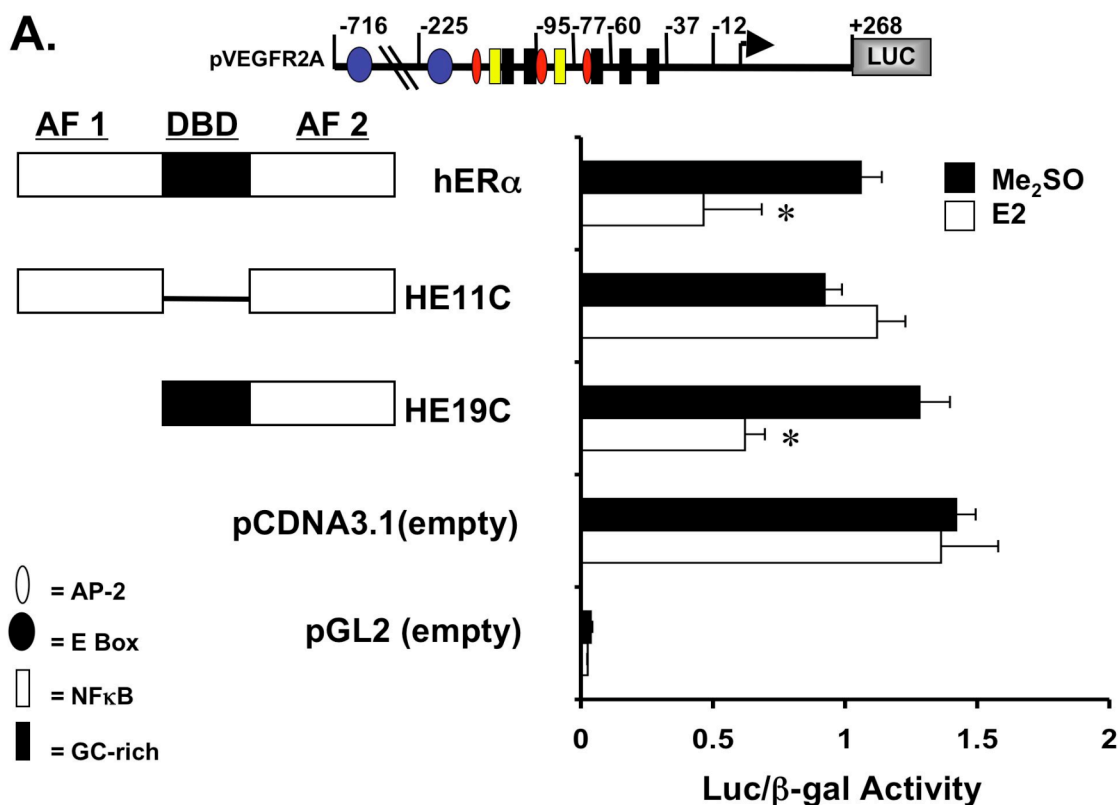 A.
-716 -225 -95 -77 -60 -37 -12 +268
pVEGFR2A
LUC
AF 1 DBD AF 2
hERα
Me₂SO
E2
*
HE11C
HE19C
*
pCDNA3.1(empty)
pGL2 (empty)
= AP-2
= E Box
= NFκB
= GC-rich
0 0.5 1 1.5 2
Luc/β-gal Activity